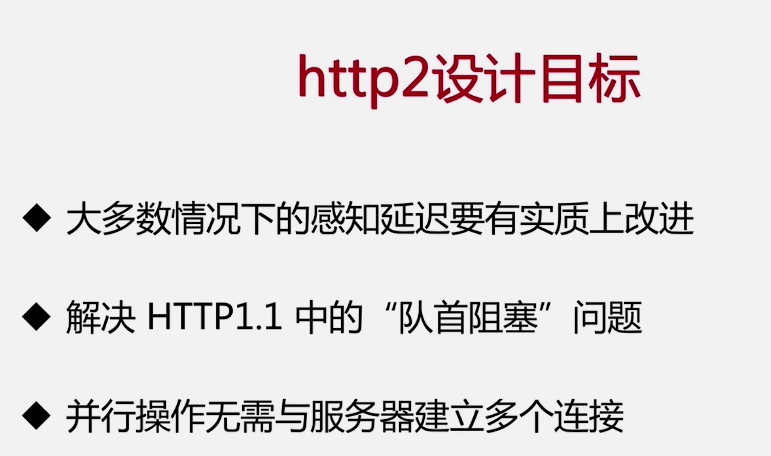 http2设计目标
◆ 大多数情况下的感知延迟要有实质上改进
◆ 解决 HTTP1.1 中的“队首阻塞”问题
◆ 并行操作无需与服务器建立多个连接